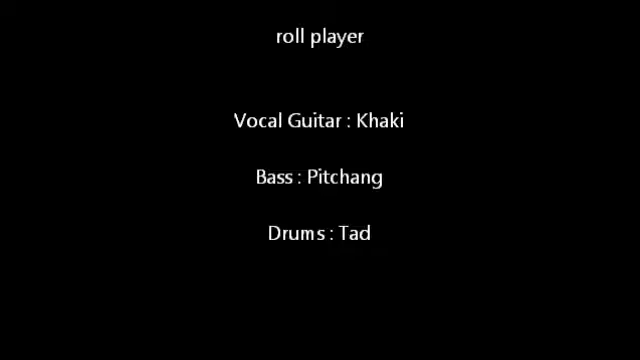 roll player
Vocal Guitar : Khaki
Bass : Pitchang
Drums : Tad